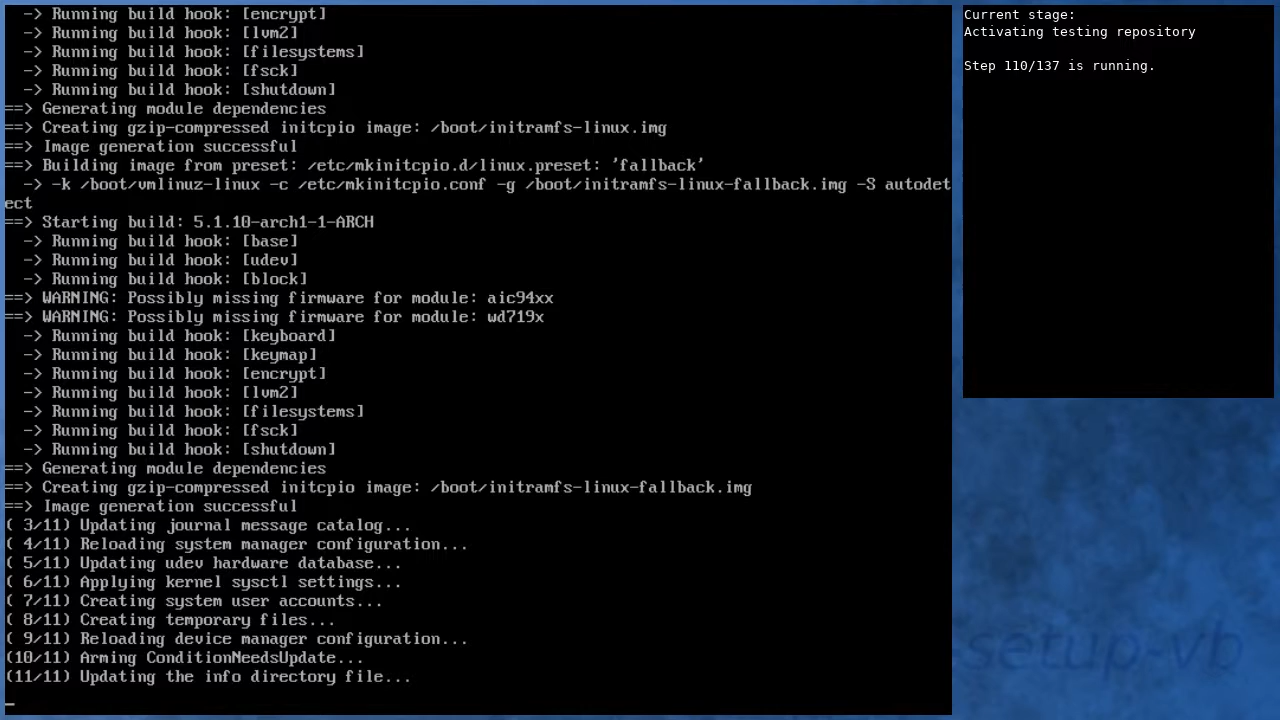 -> Running build hook: [encrypt]
  -> Running build hook: [lvm2]
  -> Running build hook: [filesystems]
  -> Running build hook: [fsck]
  -> Running build hook: [shutdown]
==> Generating module dependencies
==> Creating gzip-compressed initcpio image: /boot/initramfs-linux.img
==> Image generation successful
==> Building image from preset: /etc/mkinitcpio.d/linux.preset: 'fallback'
  -> -k /boot/vmlinuz-linux -c /etc/mkinitcpio.conf -g /boot/initramfs-linux-fallback.img -S autodet
ect
==> Starting build: 5.1.10-arch1-1-ARCH
  -> Running build hook: [base]
  -> Running build hook: [udev]
  -> Running build hook: [block]
==> WARNING: Possibly missing firmware for module: aic94xx
==> WARNING: Possibly missing firmware for module: wd719x
  -> Running build hook: [keyboard]
  -> Running build hook: [keymap]
  -> Running build hook: [encrypt]
  -> Running build hook: [lvm2]
  -> Running build hook: [filesystems]
  -> Running build hook: [fsck]
  -> Running build hook: [shutdown]
==> Generating module dependencies
==> Creating gzip-compressed initcpio image: /boot/initramfs-linux-fallback.img
==> Image generation successful
( 3/11) Updating journal message catalog...
( 4/11) Reloading system manager configuration...
( 5/11) Updating udev hardware database...
( 6/11) Applying kernel sysctl settings...
( 7/11) Creating system user accounts...
( 8/11) Creating temporary files...
( 9/11) Reloading device manager configuration...
(10/11) Arming ConditionNeedsUpdate...
(11/11) Updating the info directory file...
_
Current stage:
Activating testing repository
Step 110/137 is running.
setup-vb